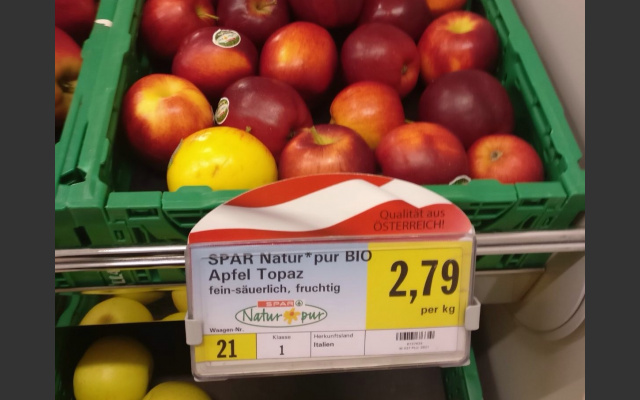 Qualität aus
ÖSTERREICH!
SPAR Natur*pur BIO
Apfel Topaz
fein-säuerlich, fruchtig
2,79
per kg
SPAR
Natur pur
Waagen-Nr.
21
Klasse
1
Herkunftsland
Italien